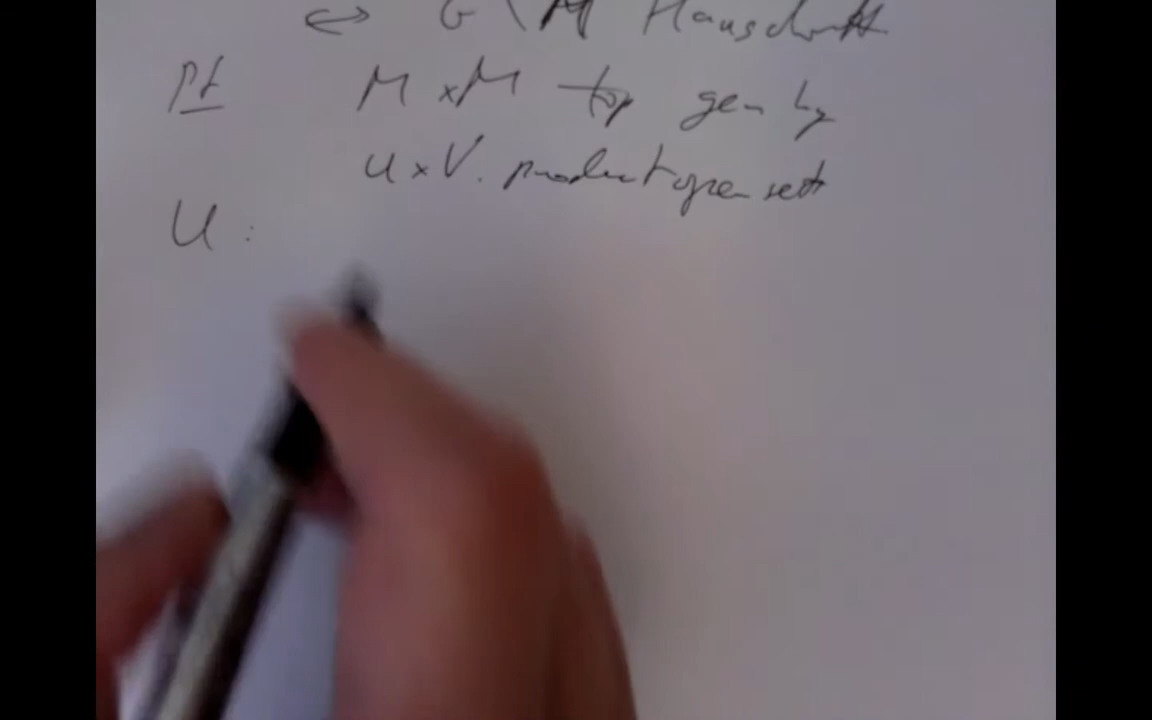 ↔ G\M Hausdorff
Pf M×M top gen by
U×V. product open sets
U: